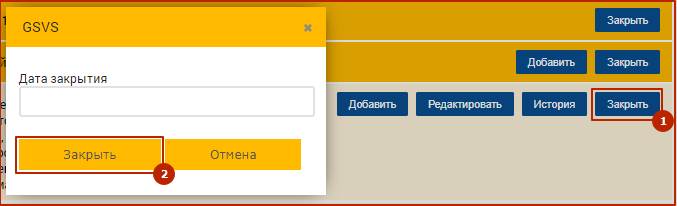 GSVS ×
Закрыть
Добавить Закрыть
Дата закрытия
Добавить Редактировать История Закрыть
1
Закрыть Отмена
2